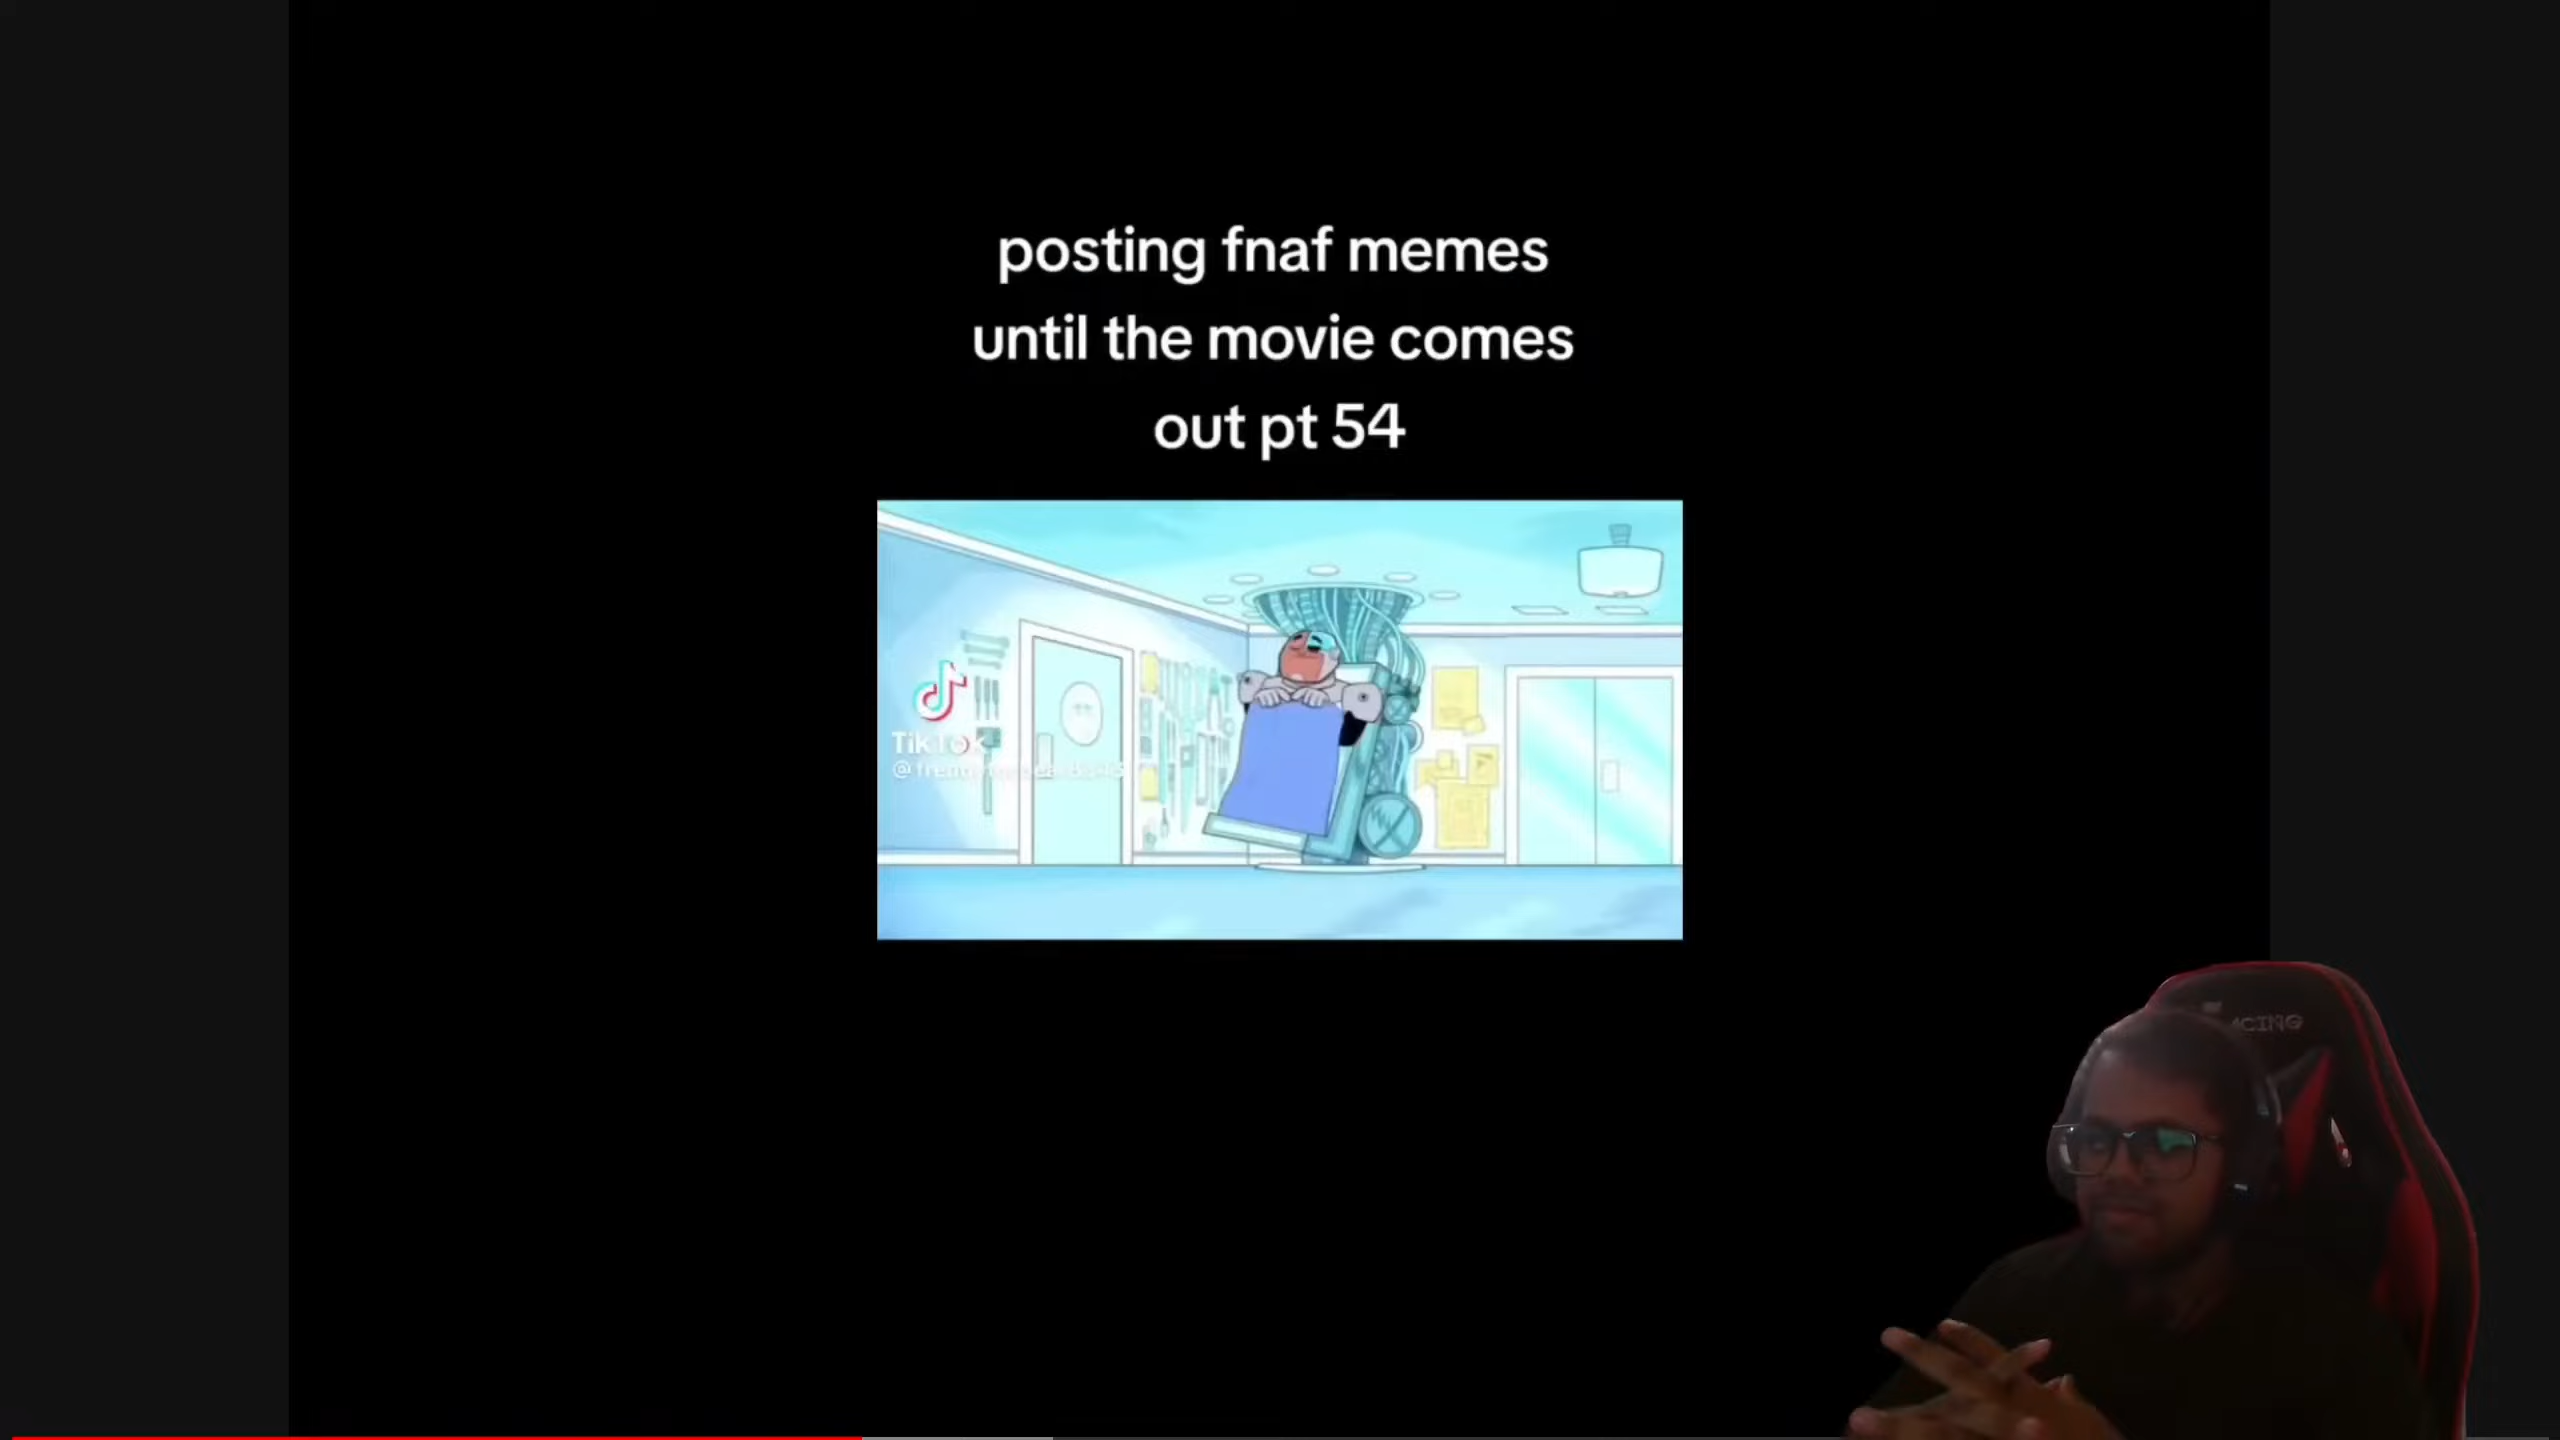 posting fnaf memes
until the movie comes
out pt 54
TikTok